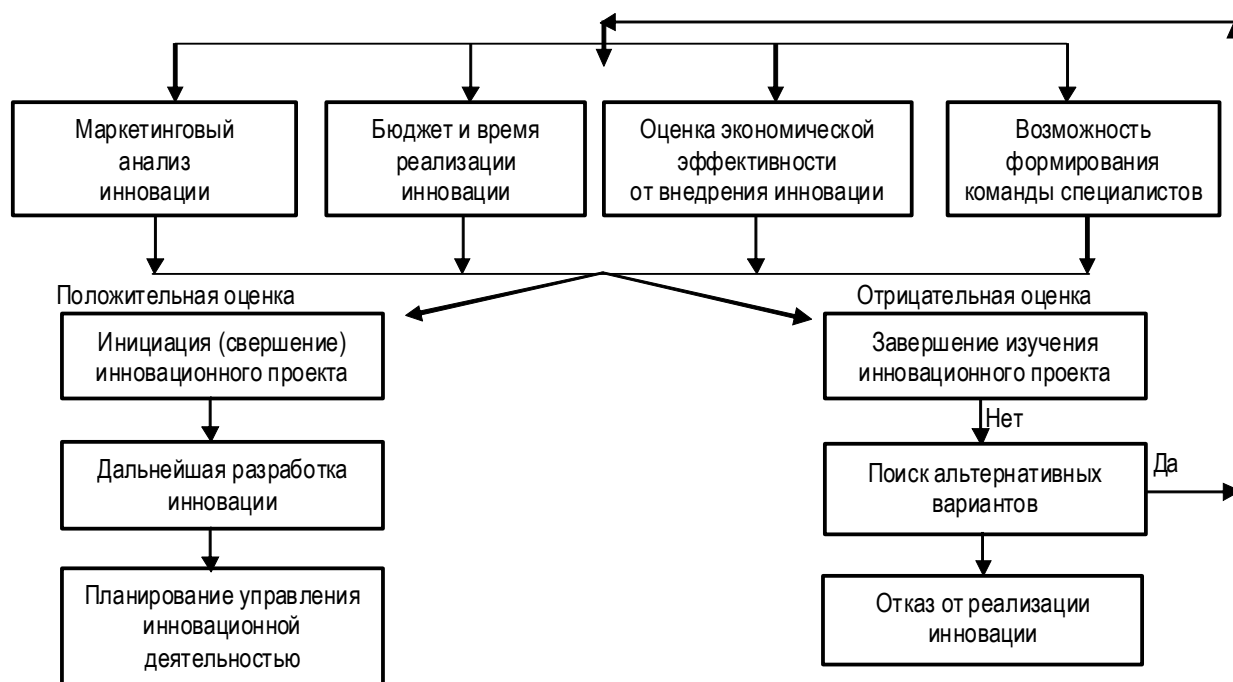 Маркетинговый
анализ
инновации
Бюджет и время
реализации
инновации
Оценка экономической
эффективности
от внедрения инновации
Возможность
формирования
команды специалистов
Положительная оценка
Отрицательная оценка
Инициация (свершение)
инновационного проекта
Завершение изучения
инновационного проекта
Нет
Дальнейшая разработка
инновации
Поиск альтернативных
вариантов
Да
Планирование управления
инновационной
деятельностью
Отказ от реализации
инновации